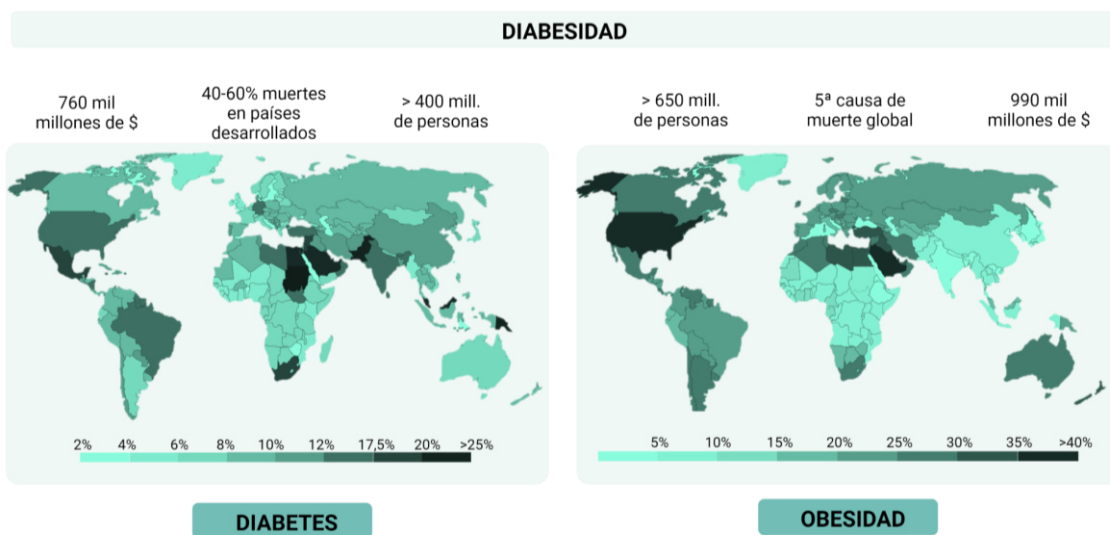 DIABESIDAD
760 mil
millones de $
40-60% muertes
en países
desarrollados
> 400 mill.
de personas
> 650 mill.
de personas
5ª causa de
muerte global
990 mil
millones de $
2% 4% 6% 8% 10% 12% 17,5% 20% >25%
5% 10% 15% 20% 25% 30% 35% >40%
DIABETES
OBESIDAD